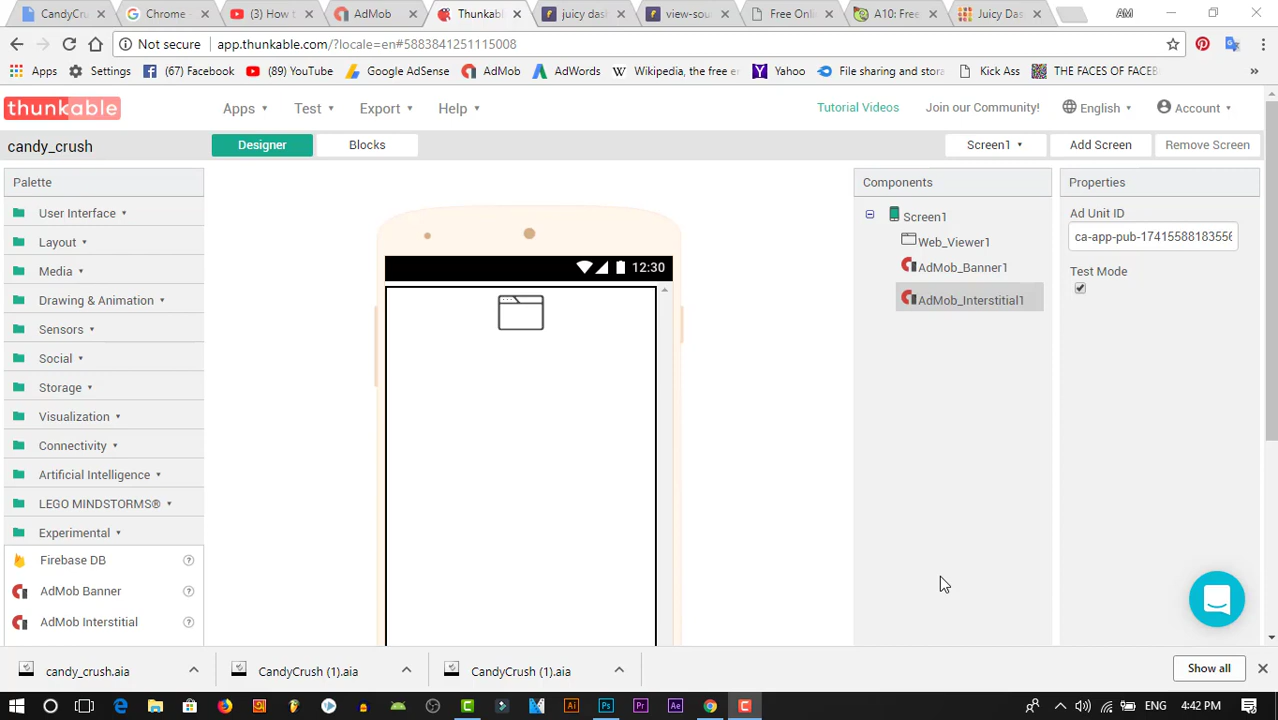 CandyCru
Chrome
(3) How t
AdMob
Thunkable
juicy das
view-sou
Free Onli
A10: Free
Juicy Das
AM
Not secure
app.thunkable.com/?locale=en#5883841251115008
Apps
Settings
(67) Facebook
(89) YouTube
Google AdSense
AdMob
AdWords
Wikipedia, the free e
Yahoo
File sharing and stora
Kick Ass
THE FACES OF FACEB
»
thunkable
Apps
Test
Export
Help
Tutorial Videos
Join our Community!
English
Account
candy_crush
Designer
Blocks
Screen1
Add Screen
Remove Screen
Palette
Components
Properties
User Interface
Layout
Media
Drawing & Animation
Sensors
Social
Storage
Visualization
Connectivity
Artificial Intelligence
LEGO MINDSTORMS®
Experimental
Firebase DB
AdMob Banner
AdMob Interstitial
12:30
Screen1
Web_Viewer1
AdMob_Banner1
AdMob_Interstitial1
Ad Unit ID
ca-app-pub-17415588183556
Test Mode
candy_crush.aia
CandyCrush (1).aia
CandyCrush (1).aia
Show all
ENG
4:42 PM